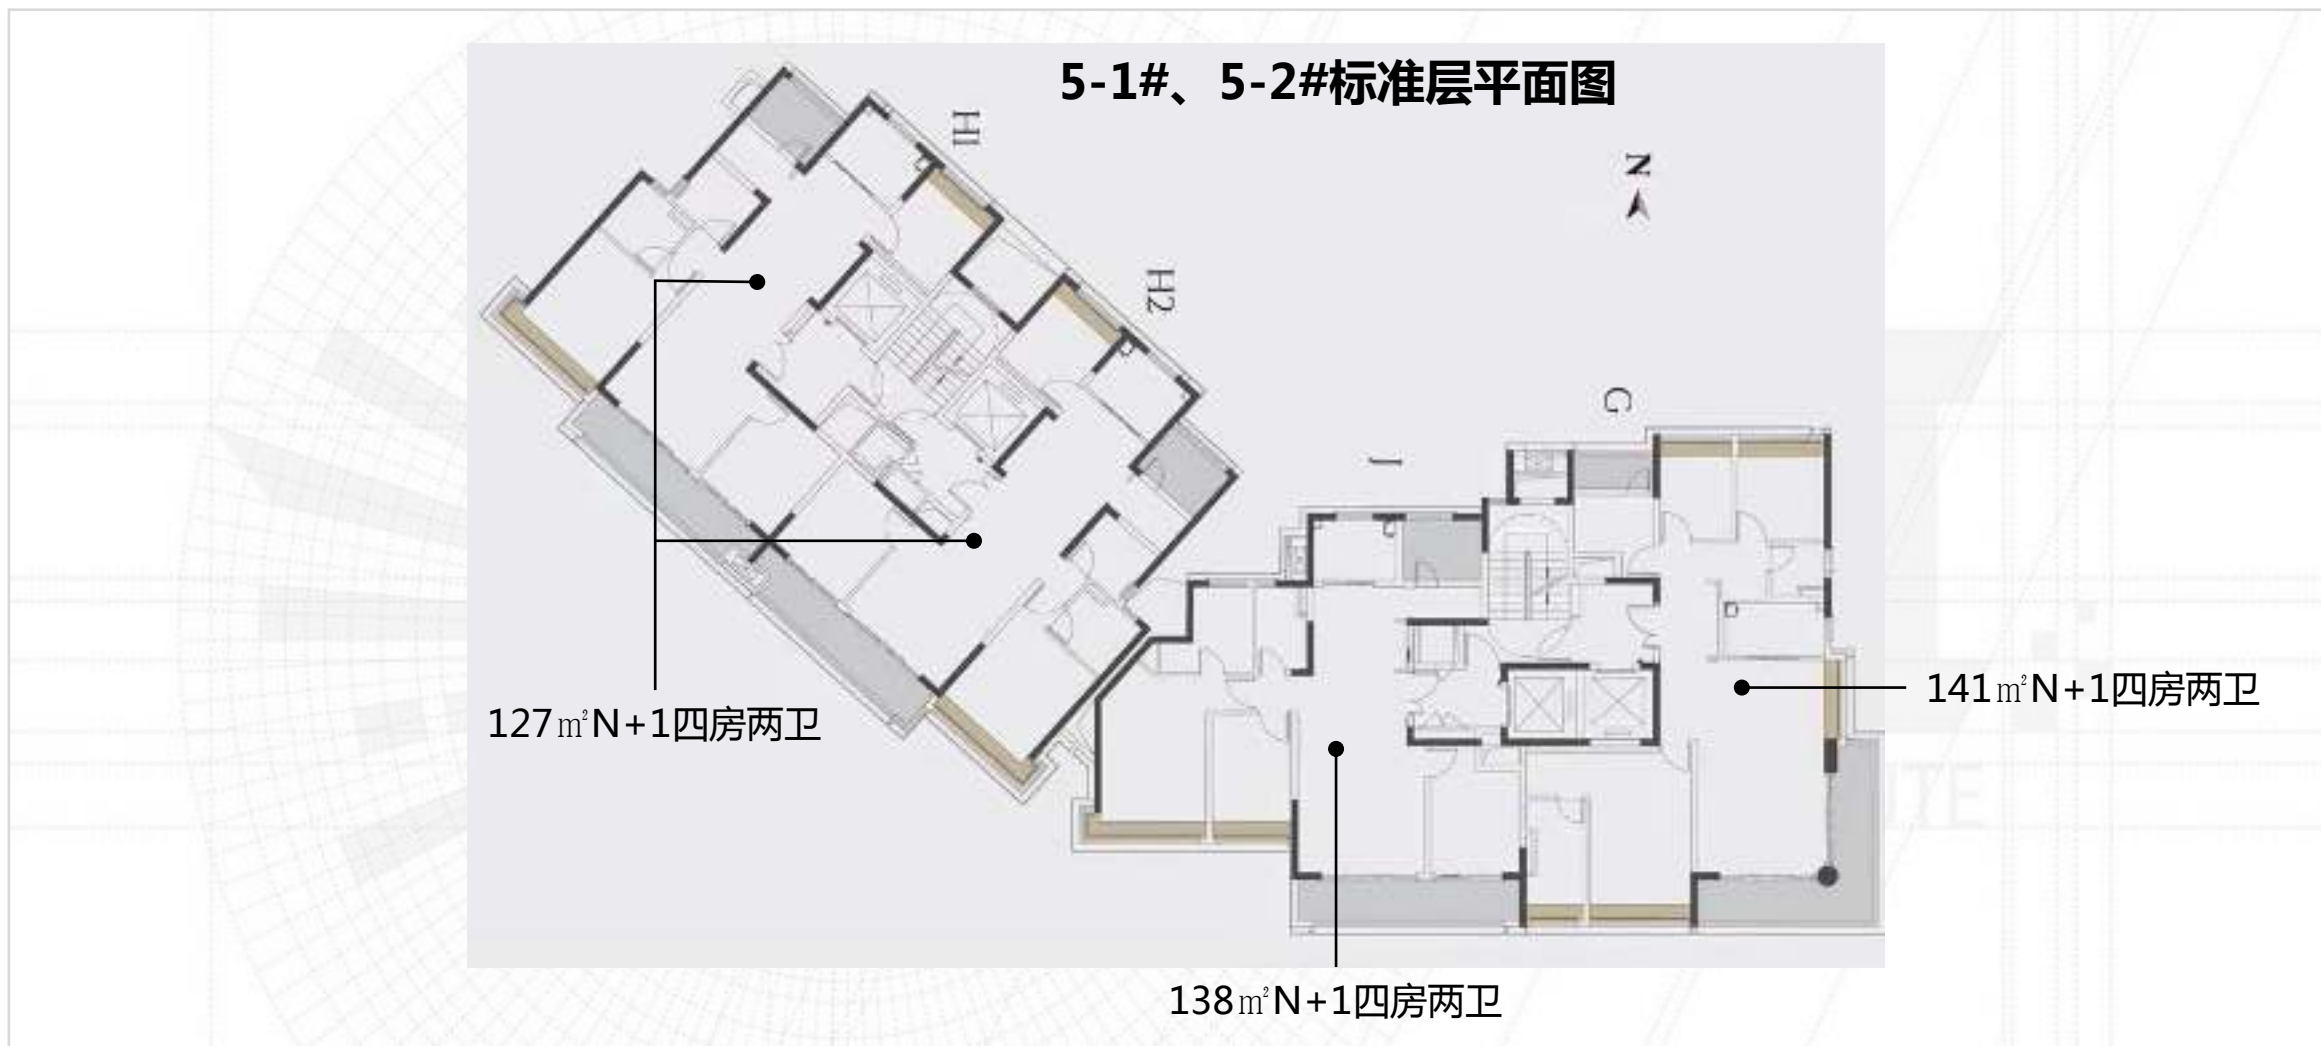 5-1#、5-2#标准层平面图
H1
N
H2
G
J
141㎡N+1四房两卫
127㎡N+1四房两卫
138㎡N+1四房两卫